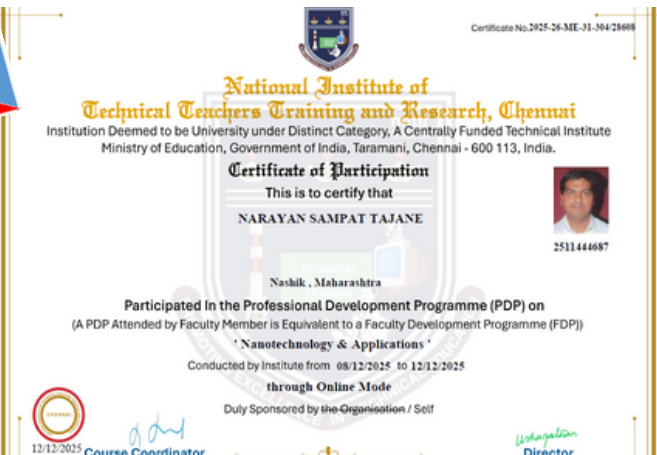 Certificate No.2025-26-ME-31-304/28608
National Institute of
Technical Teachers Training and Research, Chennai
Institution Deemed to be University under Distinct Category, A Centrally Funded Technical Institute
Ministry of Education, Government of India, Taramani, Chennai - 600 113, India.
Certificate of Participation
This is to certify that
NARAYAN SAMPAT TAJANE
2511444687
Nashik , Maharashtra
Participated In the Professional Development Programme (PDP) on
(A PDP Attended by Faculty Member is Equivalent to a Faculty Development Programme (FDP))
' Nanotechnology & Applications '
Conducted by Institute from 08/12/2025 to 12/12/2025
through Online Mode
Duly Sponsored by the Organisation / Self
CHENNAI
12/12/2025
Course Coordinator
Director